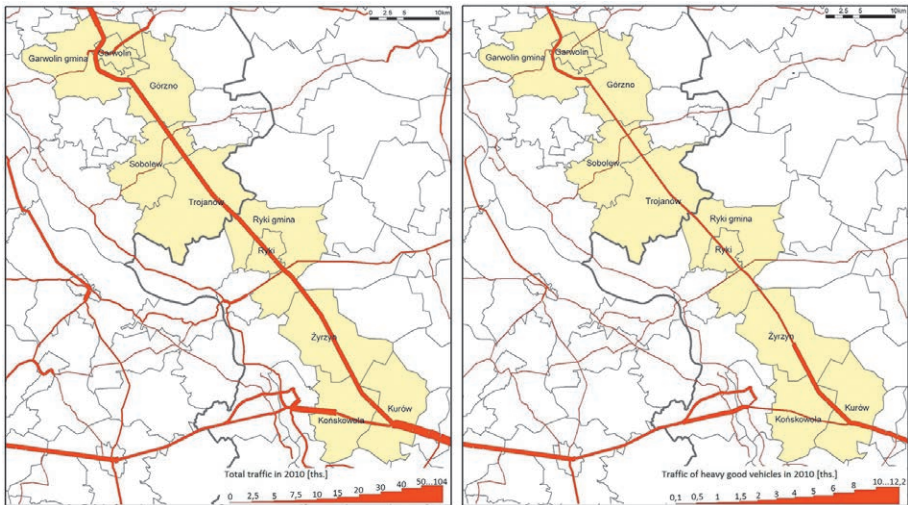 0 2.5 5 10km
Garwolin
Garwolin gmina
Górzno
Sobolew
Trojanów
Ryki gmina
Ryki
Żyrzyn
Kurów
Końskowola
Total traffic in 2010 [ths.]
0 2,5 5 7,5 10 15 20 30 40 50...104
0 2.5 5 10km
Garwolin
Garwolin gmina
Górzno
Sobolew
Trojanów
Ryki gmina
Ryki
Żyrzyn
Kurów
Końskowola
Traffic of heavy good vehicles in 2010 [ths.]
0,1 0,5 1 1,5 2 3 4 5 6 8 10...12,2